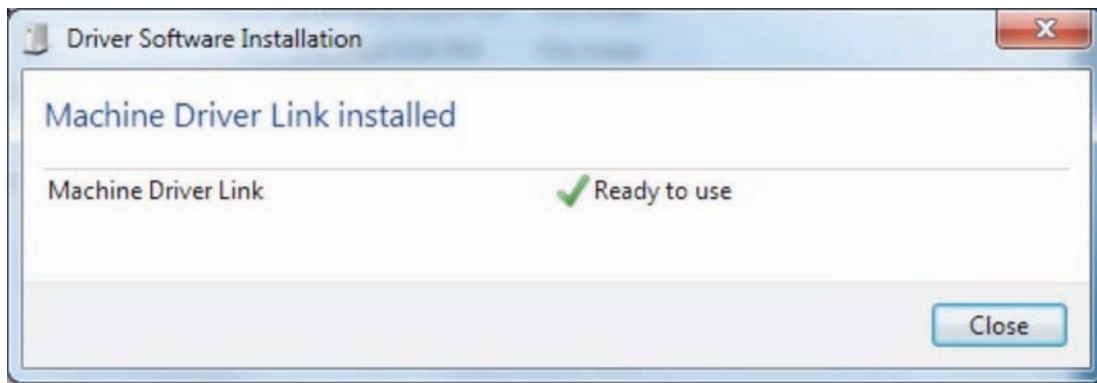 Driver Software Installation
Machine Driver Link installed
Machine Driver Link Ready to use
Close